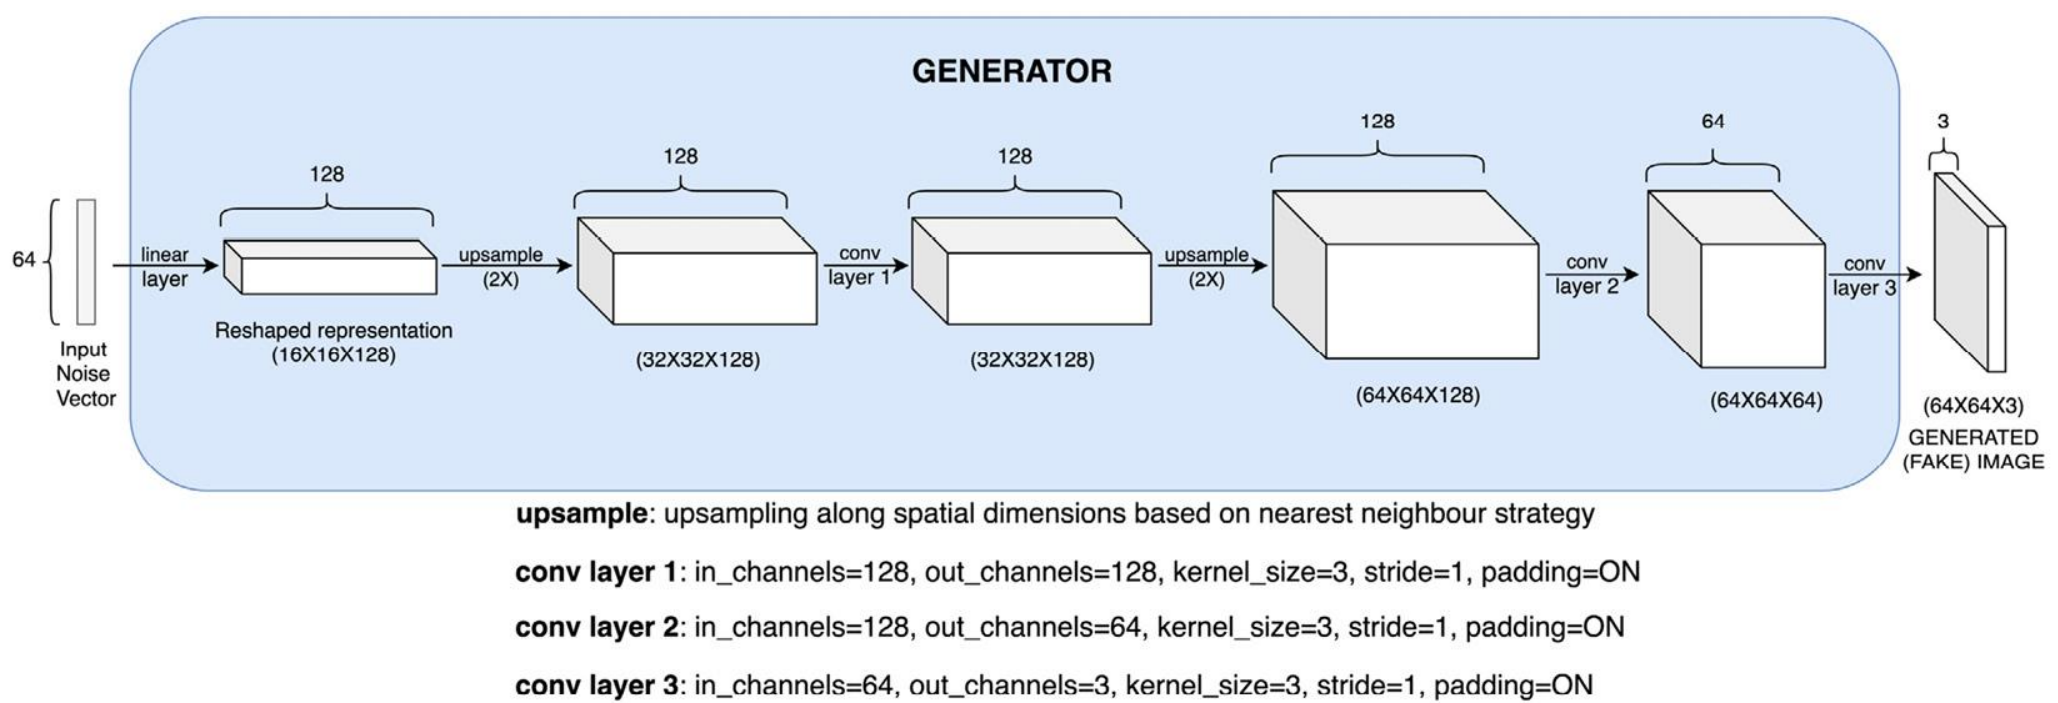 GENERATOR
64
Input
Noise
Vector
linear
layer
128
Reshaped representation
(16X16X128)
upsample
(2X)
128
(32X32X128)
conv
layer 1
128
(32X32X128)
upsample
(2X)
128
(64X64X128)
conv
layer 2
64
(64X64X64)
conv
layer 3
3
(64X64X3)
GENERATED
(FAKE) IMAGE
upsample: upsampling along spatial dimensions based on nearest neighbour strategy
conv layer 1: in_channels=128, out_channels=128, kernel_size=3, stride=1, padding=ON
conv layer 2: in_channels=128, out_channels=64, kernel_size=3, stride=1, padding=ON
conv layer 3: in_channels=64, out_channels=3, kernel_size=3, stride=1, padding=ON